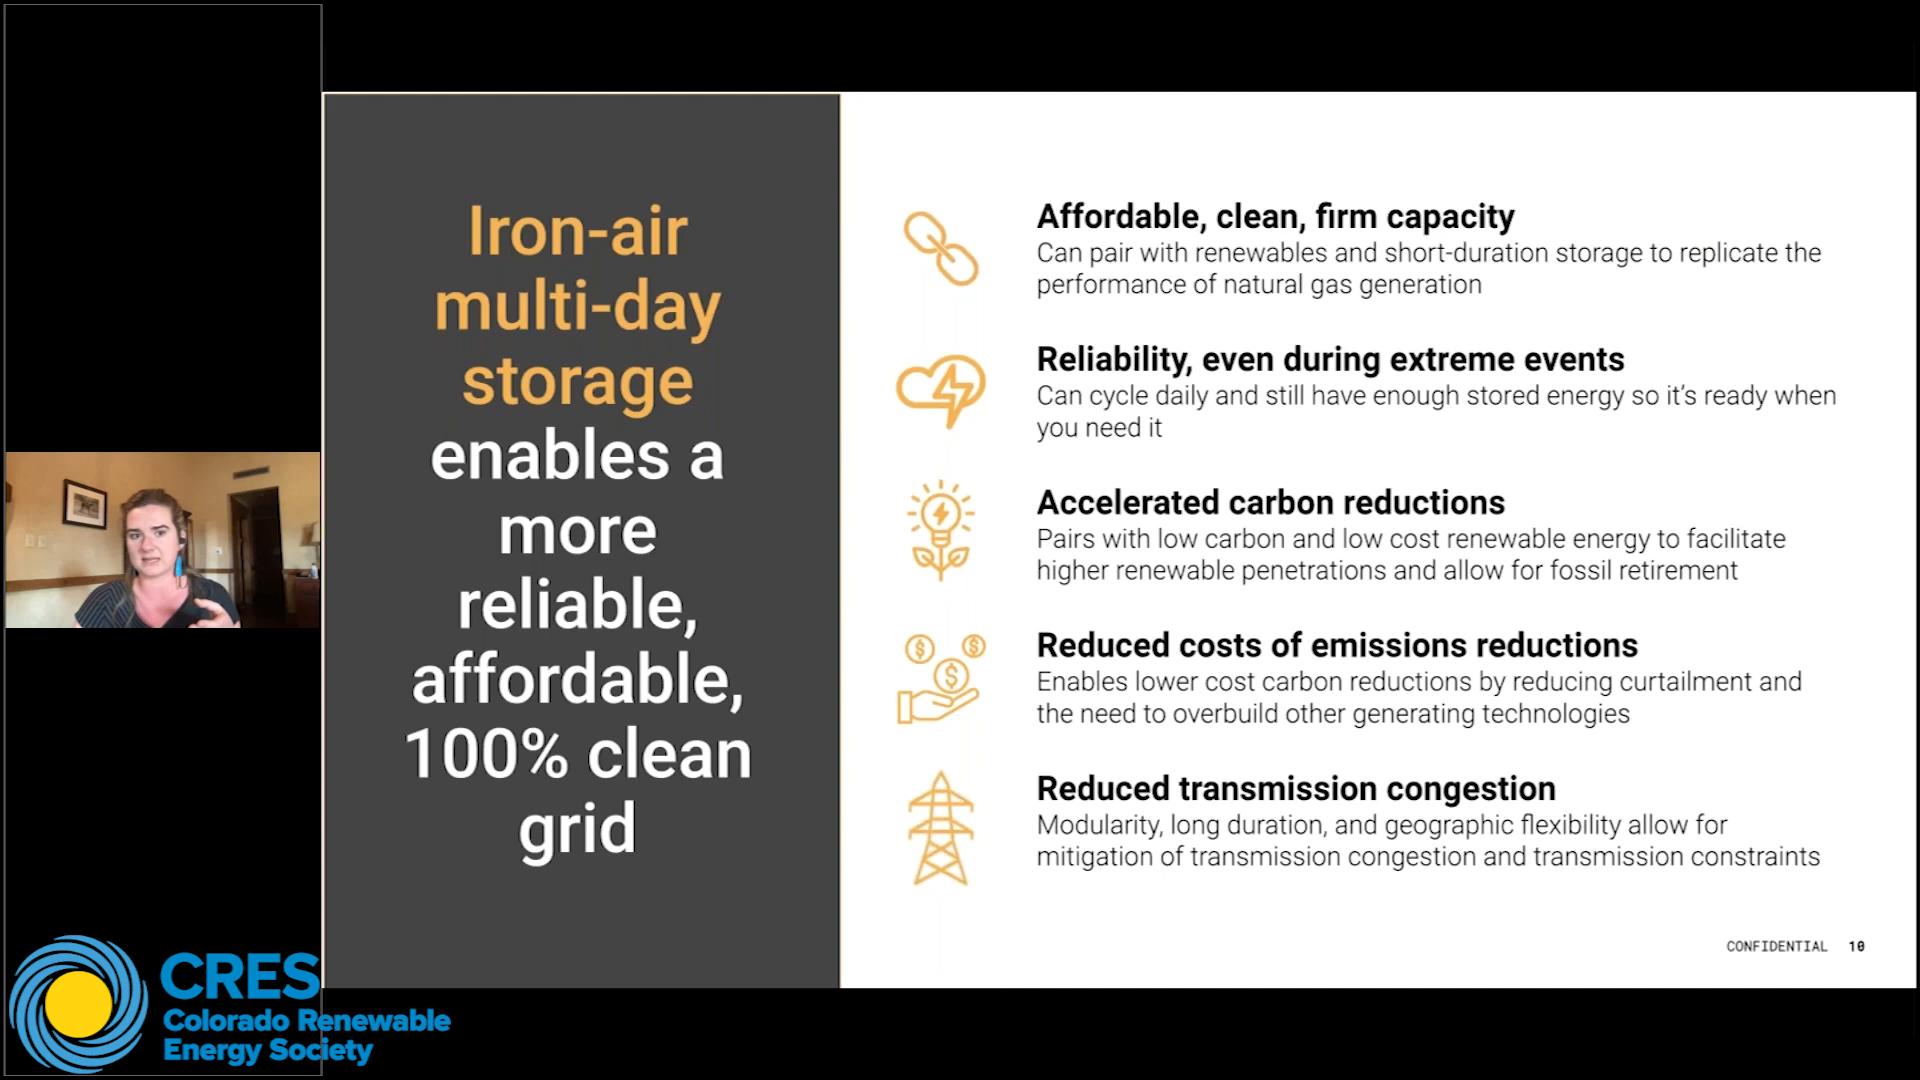 Iron-air
multi-day
storage
enables a
more
reliable,
affordable,
100% clean
grid
Affordable, clean, firm capacity
Can pair with renewables and short-duration storage to replicate the
performance of natural gas generation
Reliability, even during extreme events
Can cycle daily and still have enough stored energy so it's ready when
you need it
Accelerated carbon reductions
Pairs with low carbon and low cost renewable energy to facilitate
higher renewable penetrations and allow for fossil retirement
$ $ $
Reduced costs of emissions reductions
Enables lower cost carbon reductions by reducing curtailment and
the need to overbuild other generating technologies
Reduced transmission congestion
Modularity, long duration, and geographic flexibility allow for
mitigation of transmission congestion and transmission constraints
CONFIDENTIAL 10
CRES
Colorado Renewable
Energy Society